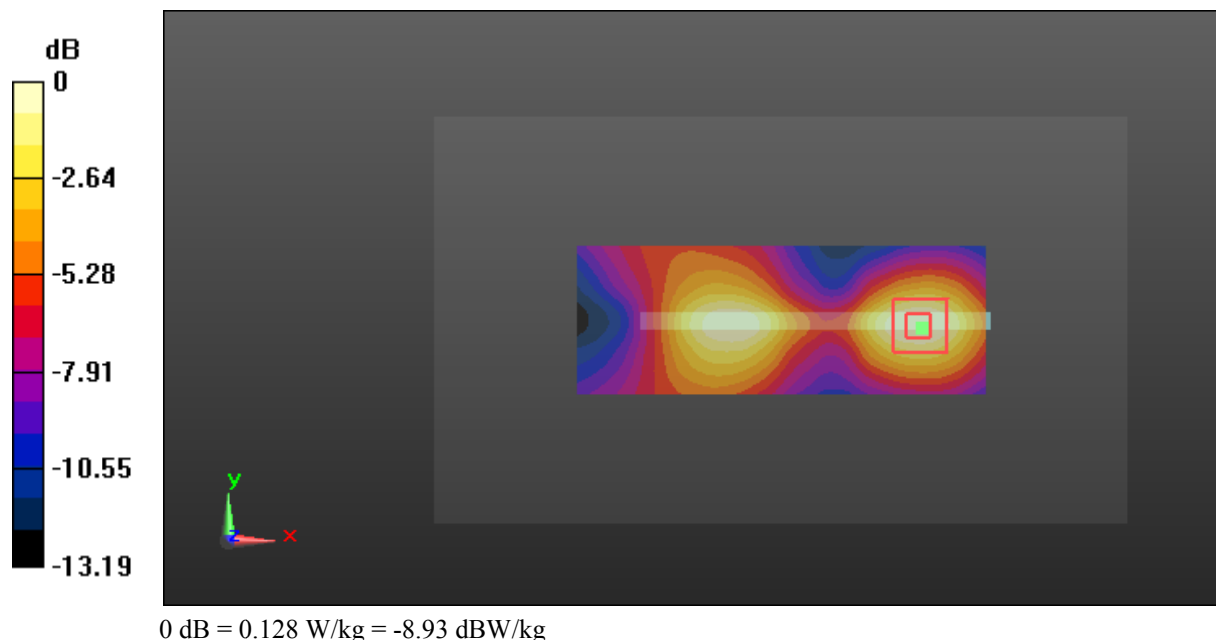 dB
0
-2.64
-5.28
-7.91
-10.55
-13.19
y
z
x
0 dB = 0.128 W/kg = -8.93 dBW/kg